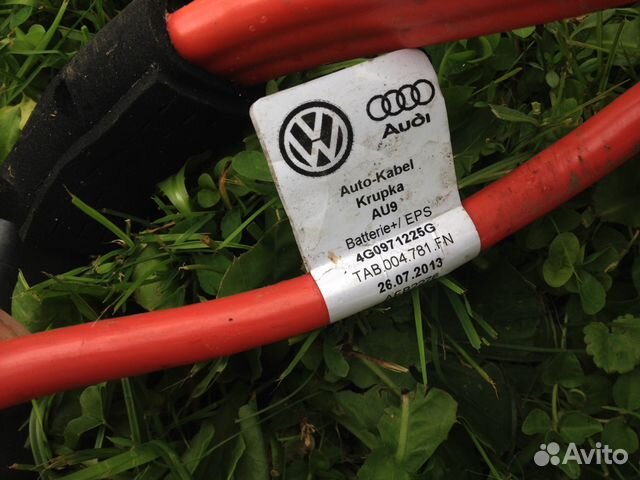 Audi
Auto-Kabel
Krupka
AU9
Batterie+/ EPS
4G0971225G
TAB.004.781.FN
26.07.2013
Avito